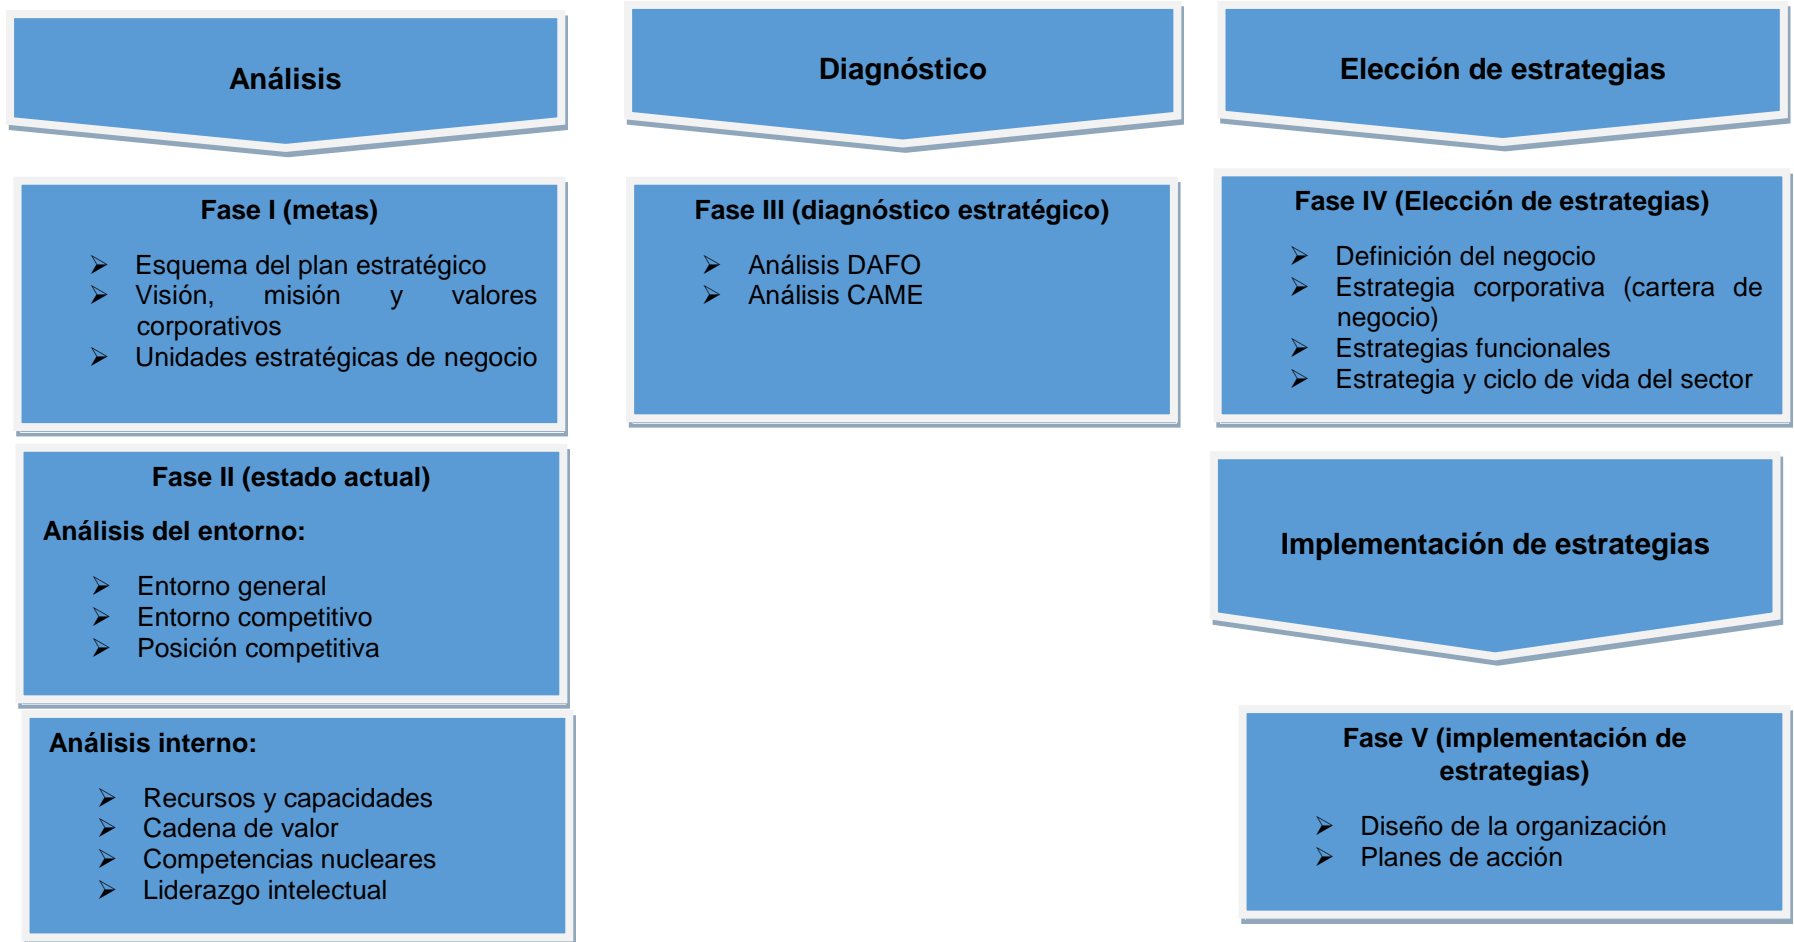 Análisis
Fase I (metas)
➢ Esquema del plan estratégico
➢ Visión, misión y valores
corporativos
➢ Unidades estratégicas de negocio
Fase II (estado actual)
Análisis del entorno:
➢ Entorno general
➢ Entorno competitivo
➢ Posición competitiva
Análisis interno:
➢ Recursos y capacidades
➢ Cadena de valor
➢ Competencias nucleares
➢ Liderazgo intelectual
Diagnóstico
Fase III (diagnóstico estratégico)
➢ Análisis DAFO
➢ Análisis CAME
Elección de estrategias
Fase IV (Elección de estrategias)
➢ Definición del negocio
➢ Estrategia corporativa (cartera de
negocio)
➢ Estrategias funcionales
➢ Estrategia y ciclo de vida del sector
Implementación de estrategias
Fase V (implementación de
estrategias)
➢ Diseño de la organización
➢ Planes de acción